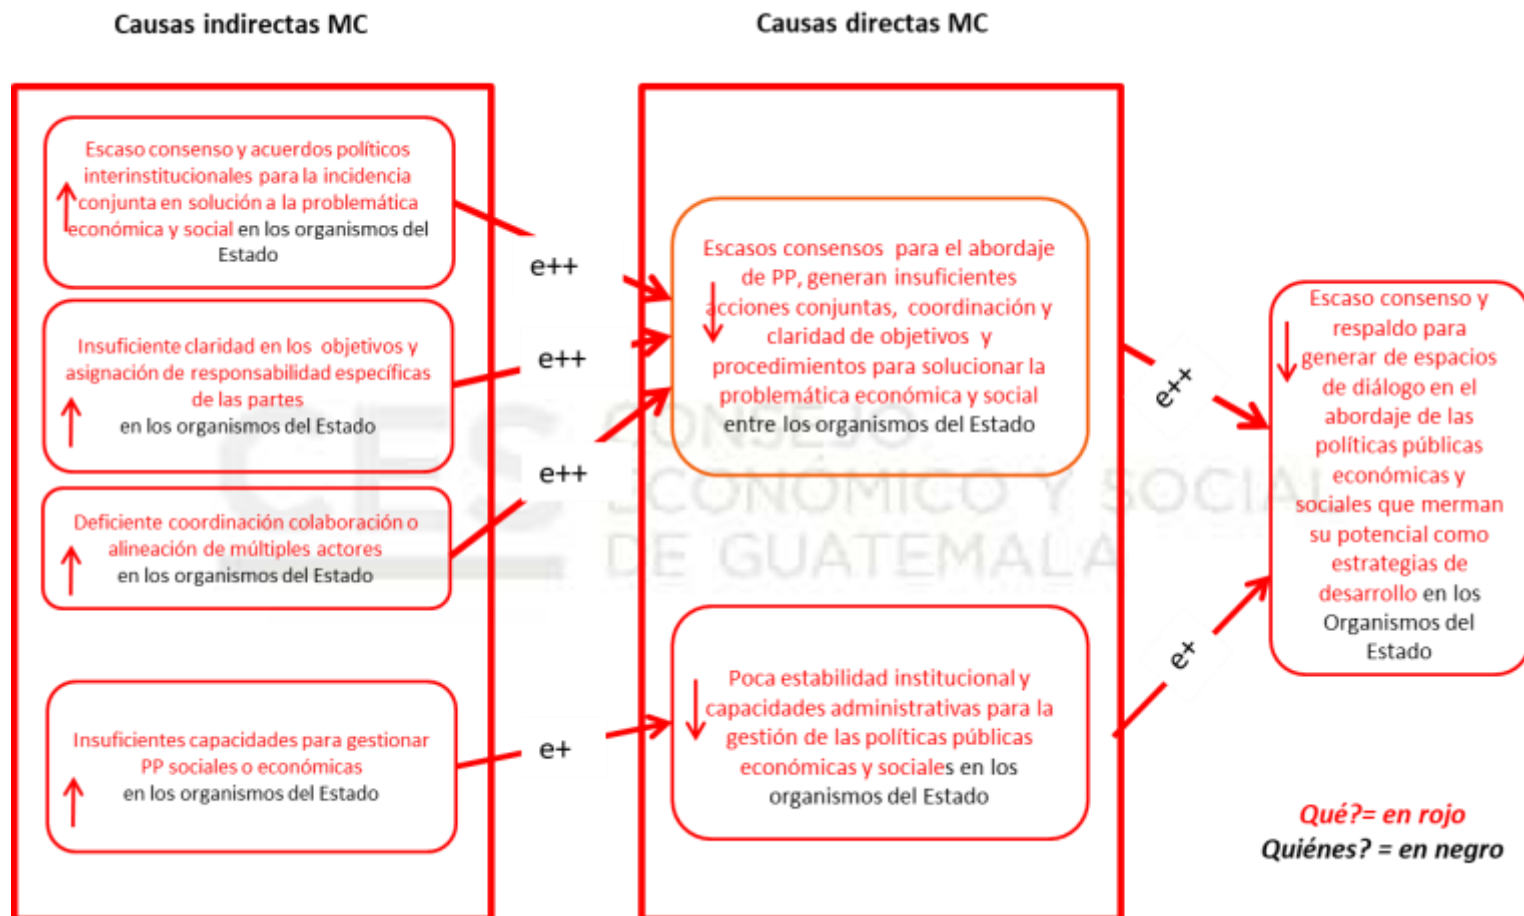 Causas indirectas MC
Causas directas MC
Escaso consenso y acuerdos políticos
interinstitucionales para la incidencia
conjunta en solución a la problemática
económica y social en los organismos del
Estado
Insuficiente claridad en los objetivos y
asignación de responsabilidad específicas
de las partes
en los organismos del Estado
Deficiente coordinación colaboración o
alineación de múltiples actores
en los organismos del Estado
Insuficientes capacidades para gestionar
PP sociales o económicas
en los organismos del Estado
e++
e++
e++
e+
Escasos consensos para el abordaje
de PP, generan insuficientes
acciones conjuntas, coordinación y
claridad de objetivos y
procedimientos para solucionar la
problemática económica y social
entre los organismos del Estado
Poca estabilidad institucional y
capacidades administrativas para la
gestión de las políticas públicas
económicas y sociales en los
organismos del Estado
e++
e+
Escaso consenso y
respaldo para
generar de espacios
de diálogo en el
abordaje de las
políticas públicas
económicas y
sociales que merman
su potencial como
estrategias de
desarrollo en los
Organismos del
Estado
Qué?= en rojo
Quiénes? = en negro
CES
CONSEJO
ECONÓMICO Y SOCIAL
DE GUATEMALA